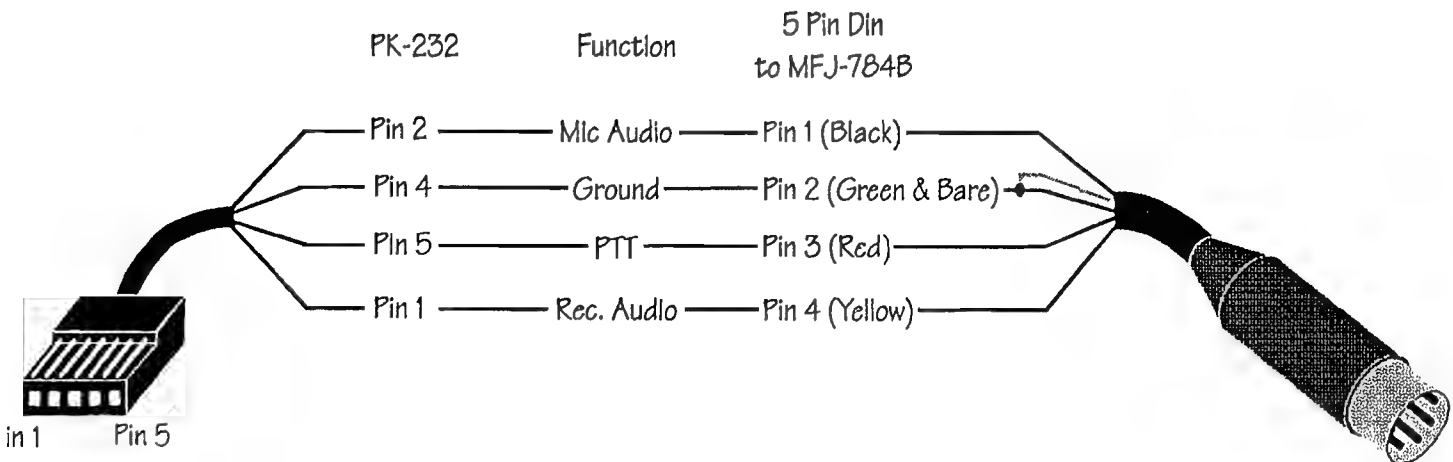 PK-232 Function 5 Pin Din
to MFJ-784B
Pin 2 Mic Audio Pin 1 (Black)
Pin 4 Ground Pin 2 (Green & Bare)
Pin 5 PTT Pin 3 (Red)
Pin 1 Rec. Audio Pin 4 (Yellow)
in 1 Pin 5